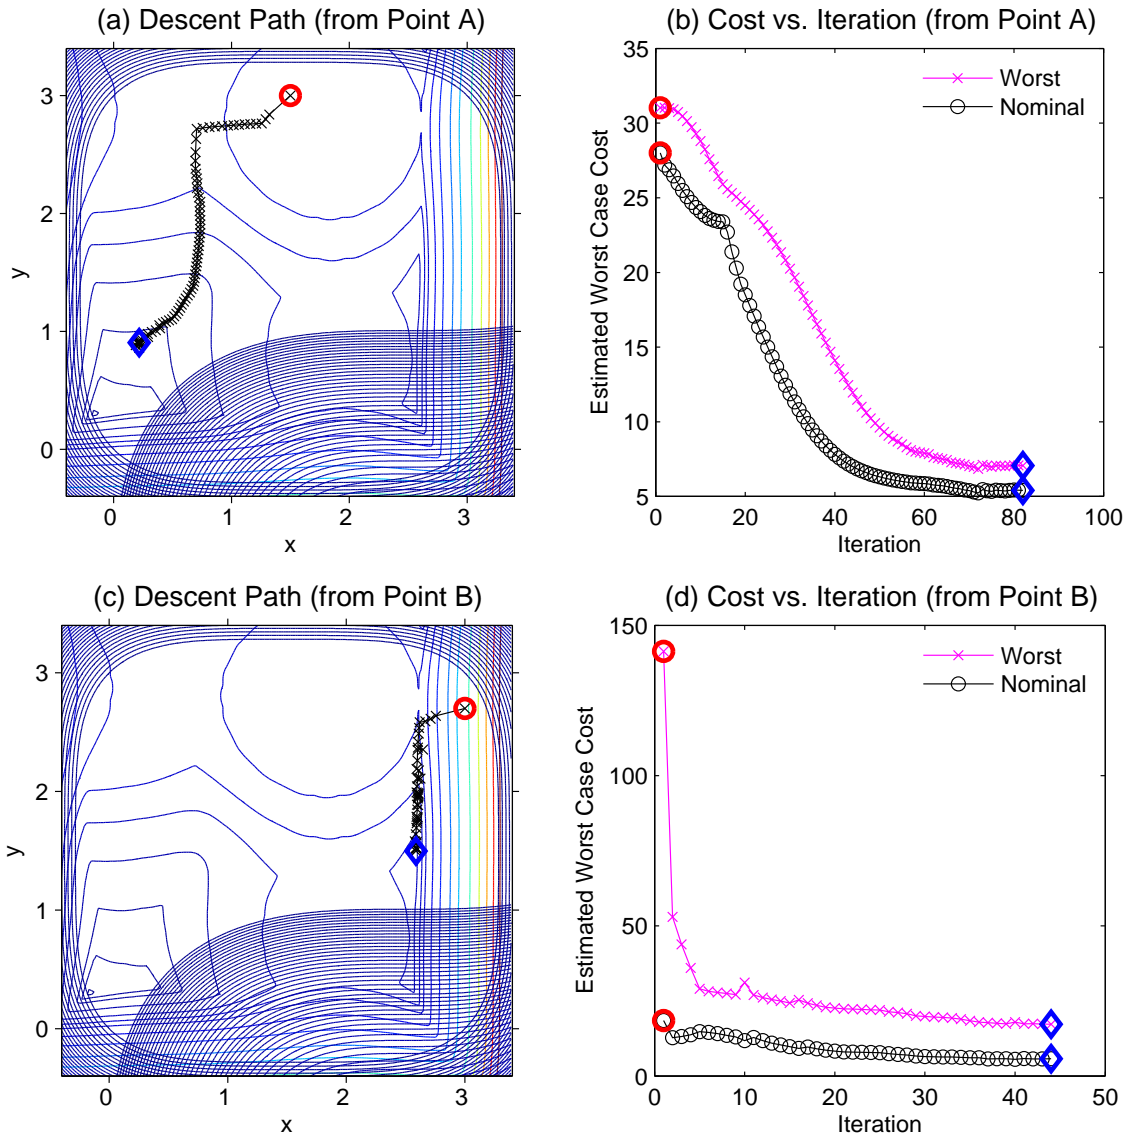 (a) Descent Path (from Point A)
3
2
1
0
y
0 1 2 3
x
(b) Cost vs. Iteration (from Point A)
35
30
25
20
15
10
5
Estimated Worst Case Cost
Worst
Nominal
0 20 40 60 80 100
Iteration
(c) Descent Path (from Point B)
3
2
1
0
y
0 1 2 3
x
(d) Cost vs. Iteration (from Point B)
150
100
50
0
Estimated Worst Case Cost
Worst
Nominal
0 10 20 30 40 50
Iteration